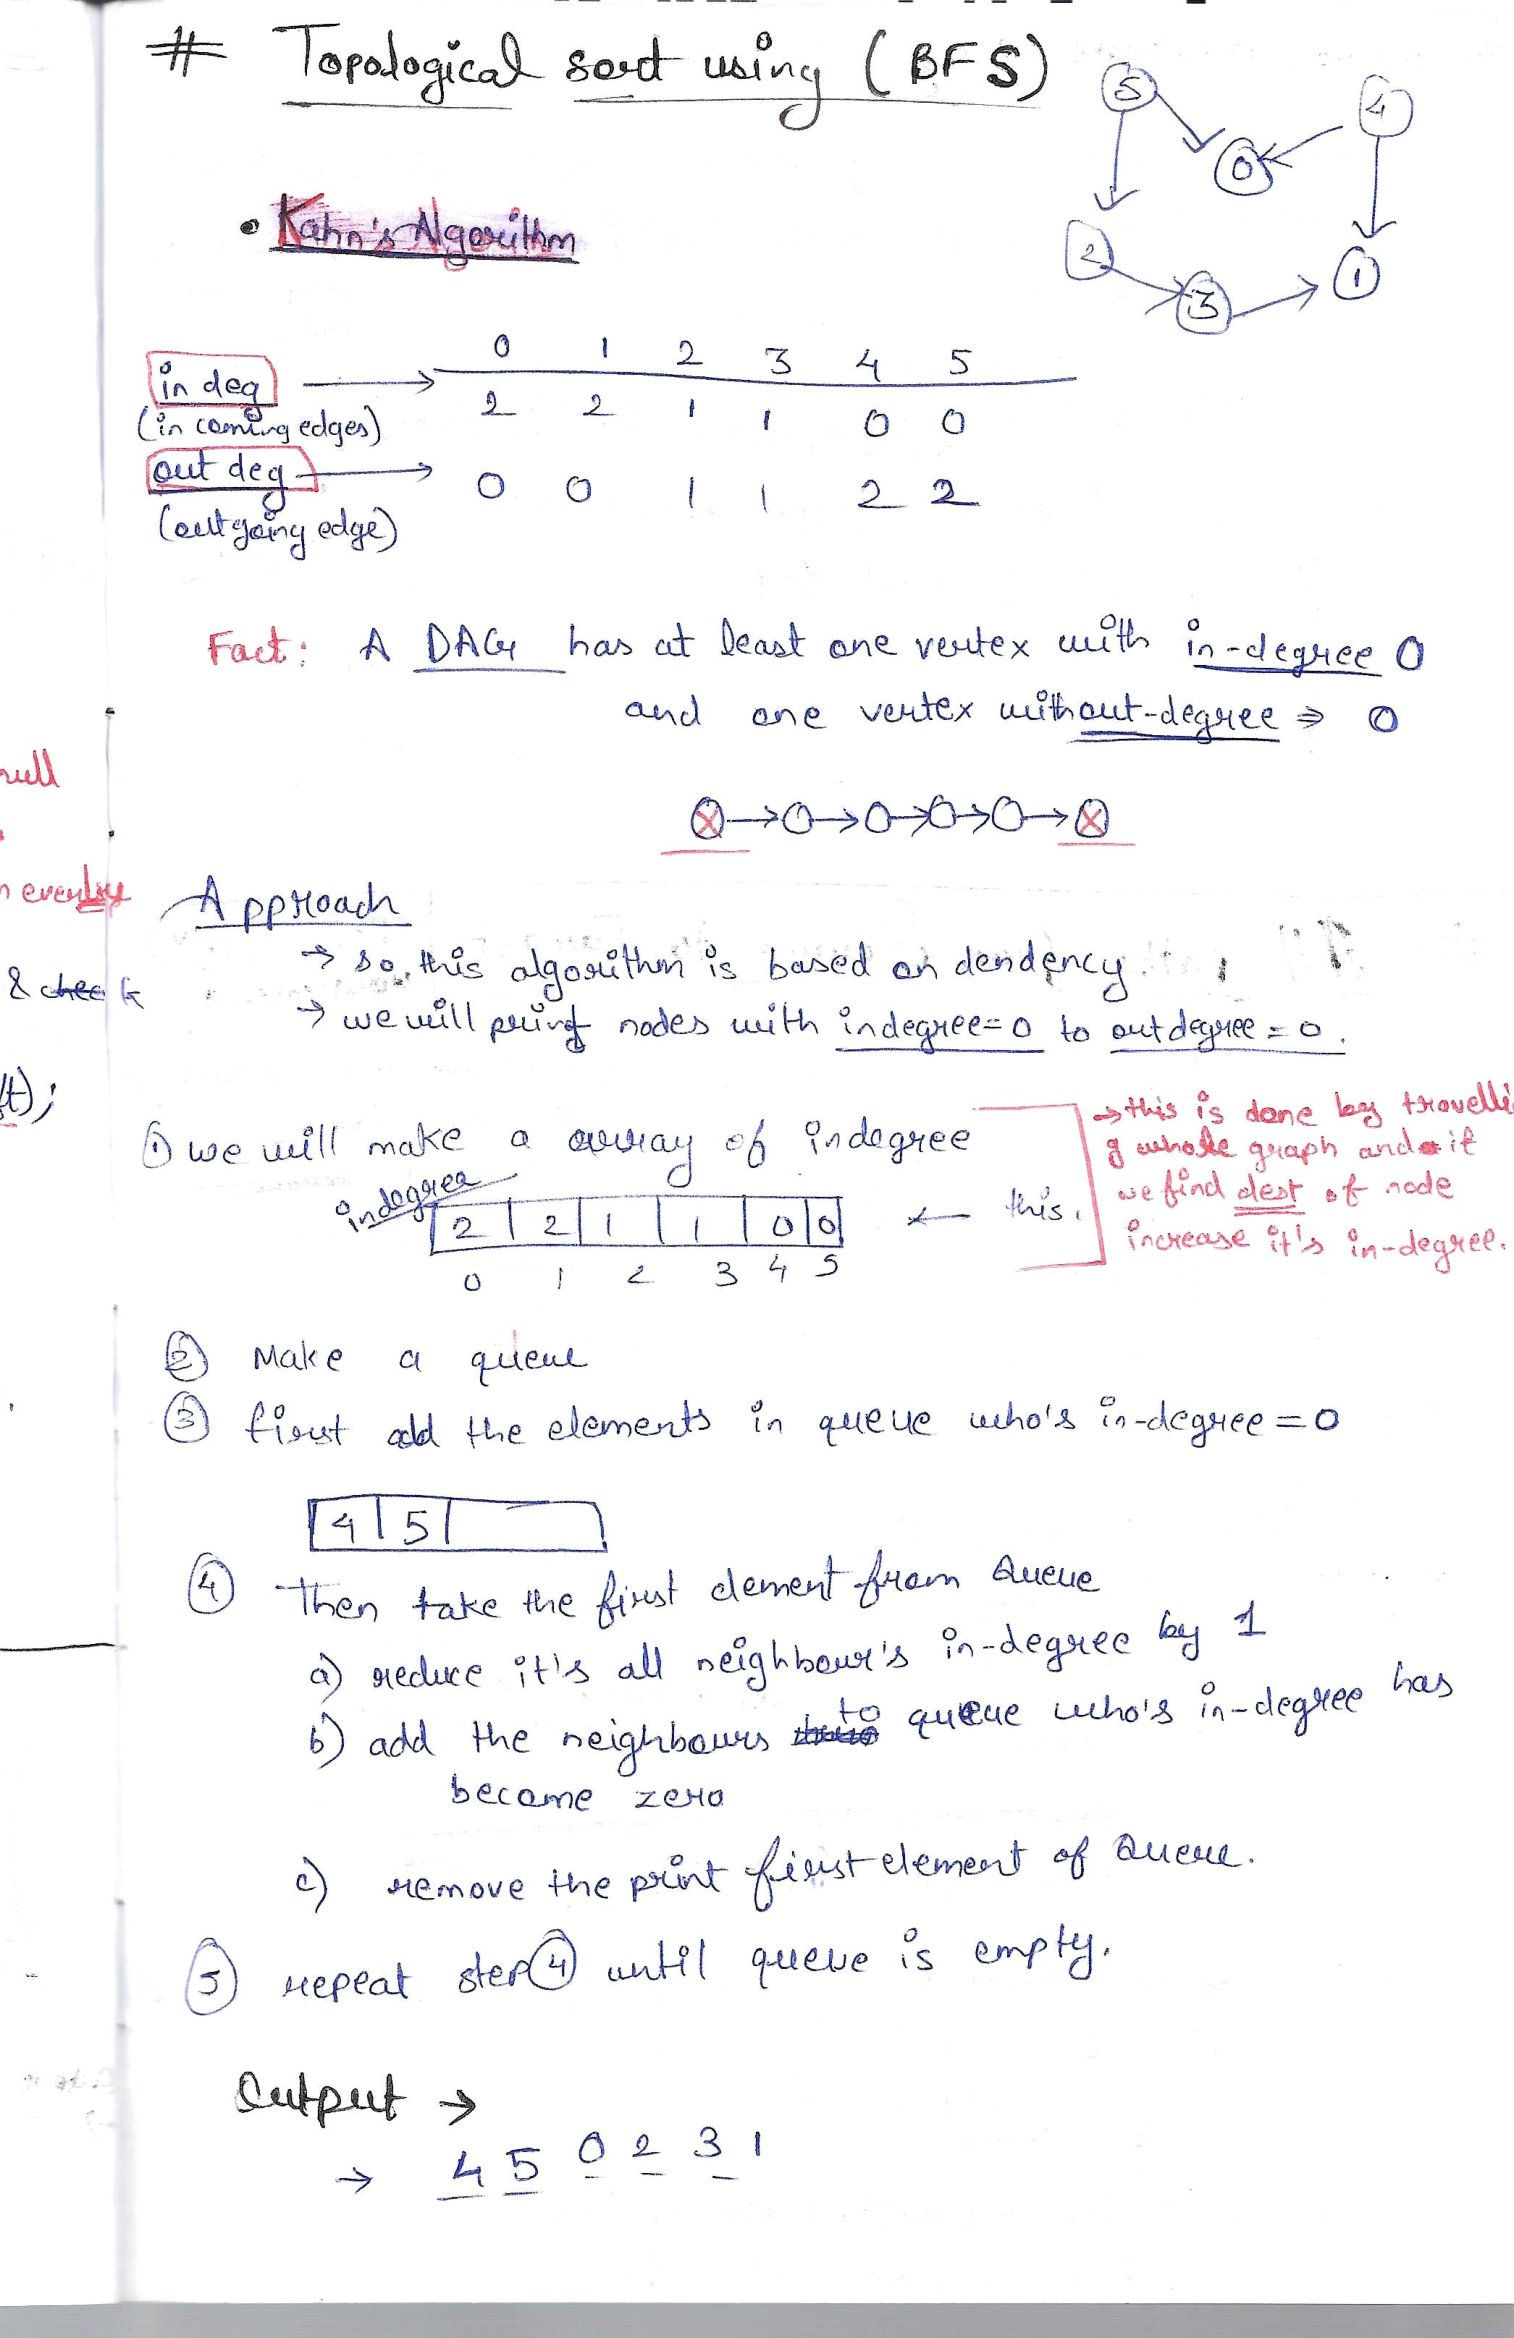 # Topological sort using (BFS)
5
4
0
2
3
1
• Kahn's Algorithm
0 1 2 3 4 5
in deg → 2 2 1 1 0 0
(in coming edges)
out deg → 0 0 1 1 2 2
(outgoing edge)
Fact: A DAG has at least one vertex with in-degree 0
and one vertex with out-degree ⇒ 0
null
n every
Approach
→ so, this algorithm is based on dendency.
& check
→ we will print nodes with indegree=0 to outdegree=0.
t);
① we will make a array of indegree
→ this is done by travelli
g whole graph and if
we find dest of node
increase it's in-degree.
indegree
2 2 1 1 0 0 ← this.
0 1 2 3 4 5
② Make a queue
③ first add the elements in queue who's in-degree=0
4 5
④ Then take the first element from Queue
a) reduce it's all neighbour's in-degree by 1
b) add the neighbours to queue who's in-degree has
become zero
c) remove the print first element of Queue.
⑤ repeat step ④ until queue is empty.
Output →
→ 4 5 0 2 3 1